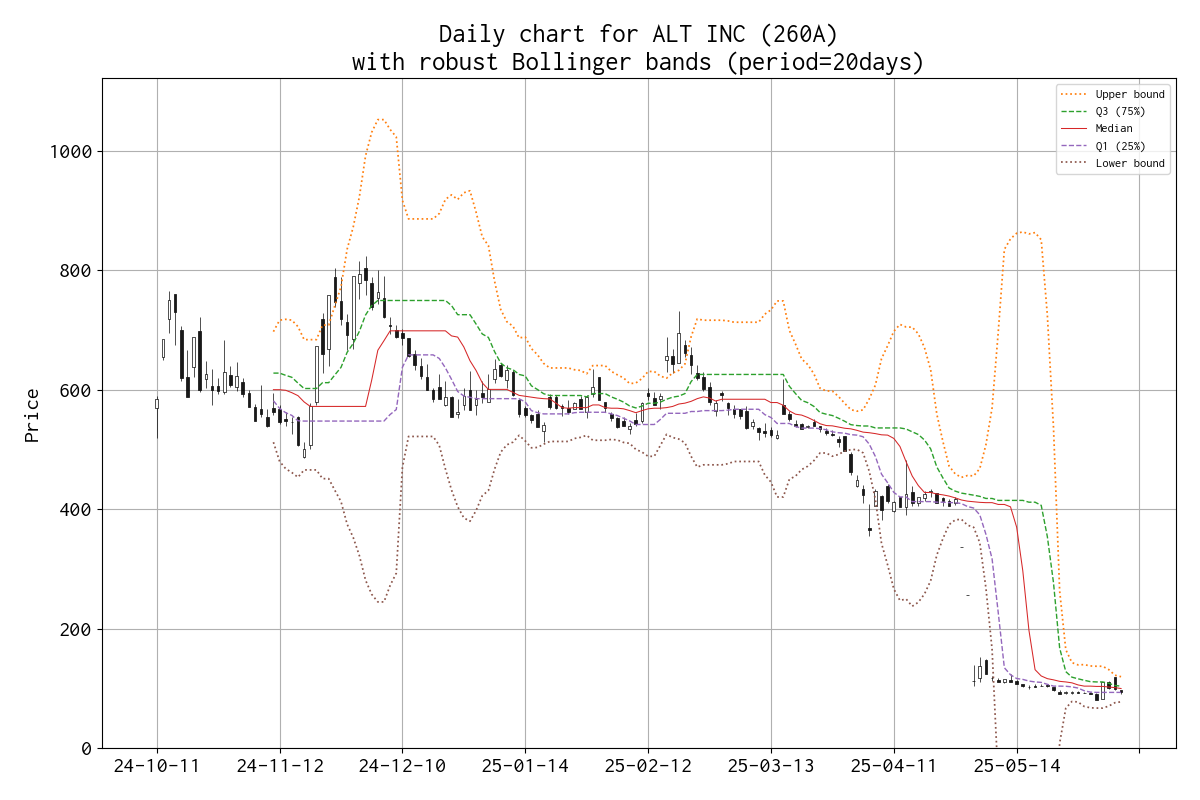 Daily chart for ALT INC (260A)
with robust Bollinger bands (period=20days)
Upper bound
Q3 (75%)
Median
Q1 (25%)
Lower bound
Price
1000
800
600
400
200
0
24-10-11
24-11-12
24-12-10
25-01-14
25-02-12
25-03-13
25-04-11
25-05-14